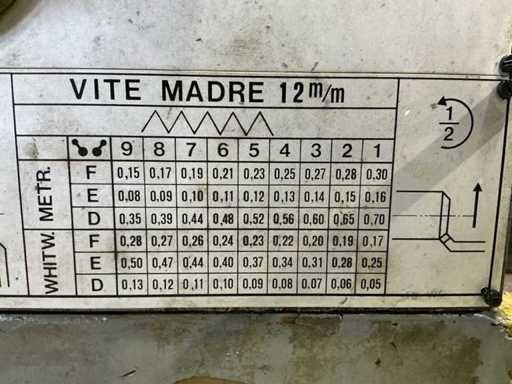 VITE MADRE 12 m/m
9 8 7 6 5 4 3 2 1
METR.
F 0,15 0,17 0,19 0,21 0,23 0,25 0,27 0,28 0,30
E 0,08 0,09 0,10 0,11 0,12 0,13 0,14 0,15 0,16
D 0,35 0,39 0,44 0,48 0,52 0,56 0,60 0,65 0,70
WHITW.
F 0,28 0,27 0,26 0,24 0,23 0,22 0,20 0,19 0,17
E 0,50 0,47 0,44 0,40 0,37 0,34 0,31 0,28 0,25
D 0,13 0,12 0,11 0,10 0,09 0,08 0,07 0,06 0,05
1
2